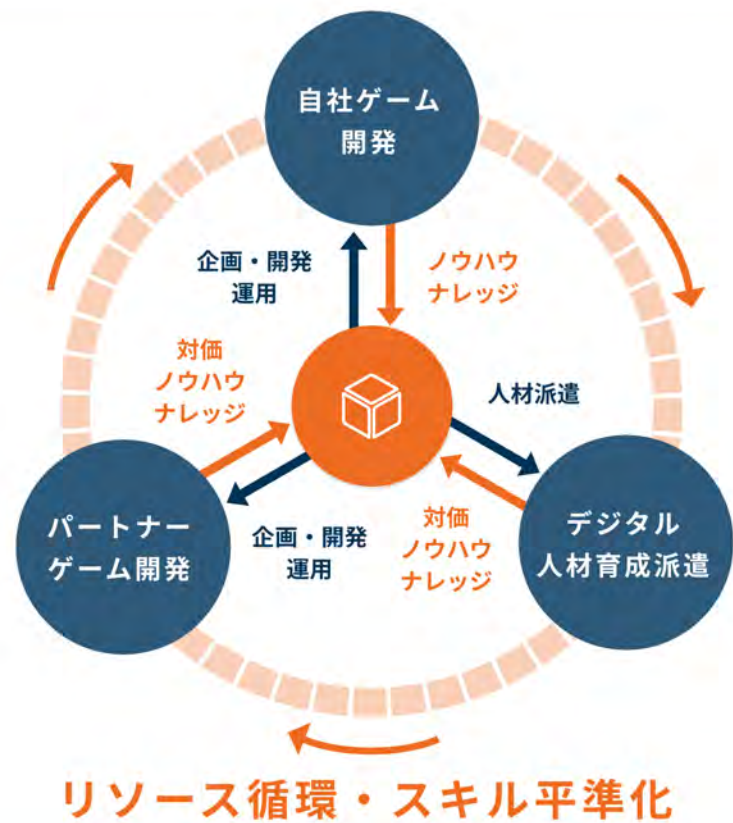 自社ゲーム
開発
企画・開発
運用
ノウハウ
ナレッジ
対価
ノウハウ
ナレッジ
人材派遣
パートナー
ゲーム開発
企画・開発
運用
対価
ノウハウ
ナレッジ
デジタル
人材育成派遣
リソース循環・スキル平準化